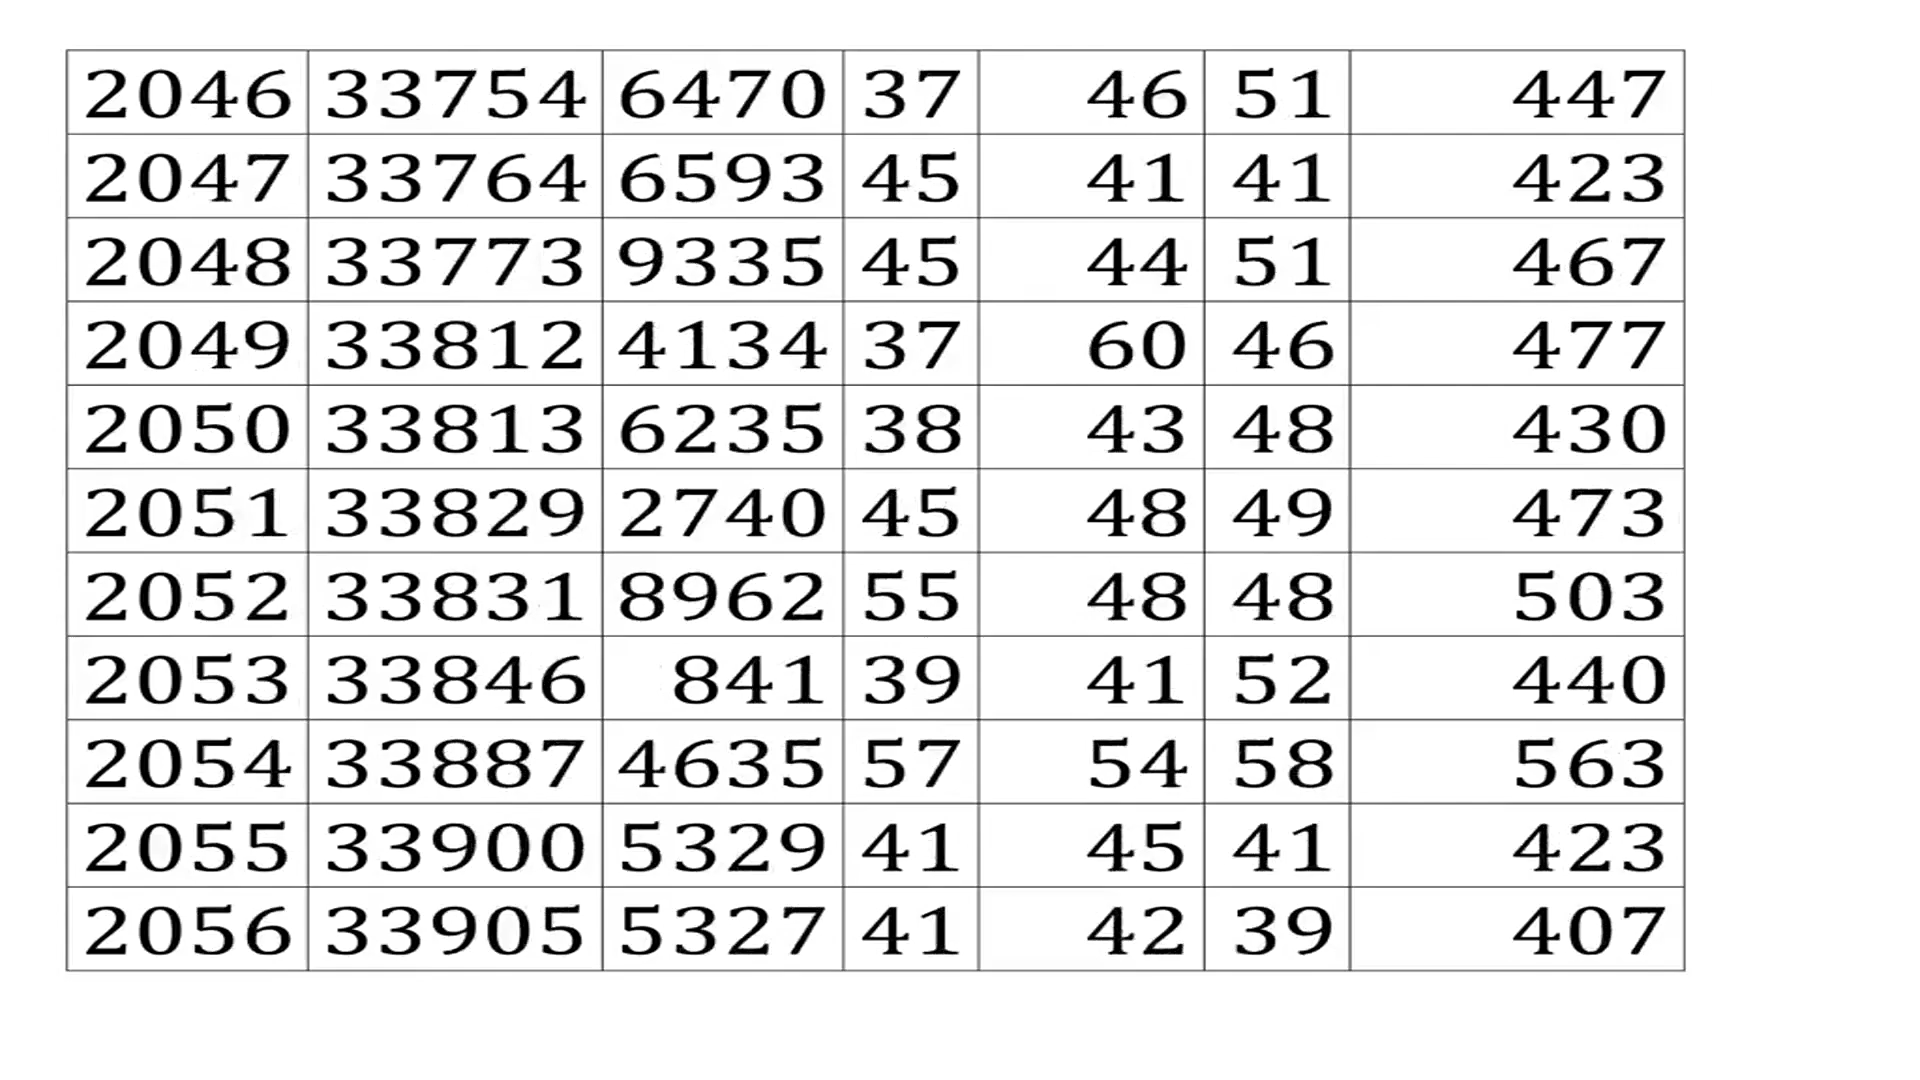 2046 33754 6470 37 46 51 447
2047 33764 6593 45 41 41 423
2048 33773 9335 45 44 51 467
2049 33812 4134 37 60 46 477
2050 33813 6235 38 43 48 430
2051 33829 2740 45 48 49 473
2052 33831 8962 55 48 48 503
2053 33846 841 39 41 52 440
2054 33887 4635 57 54 58 563
2055 33900 5329 41 45 41 423
2056 33905 5327 41 42 39 407